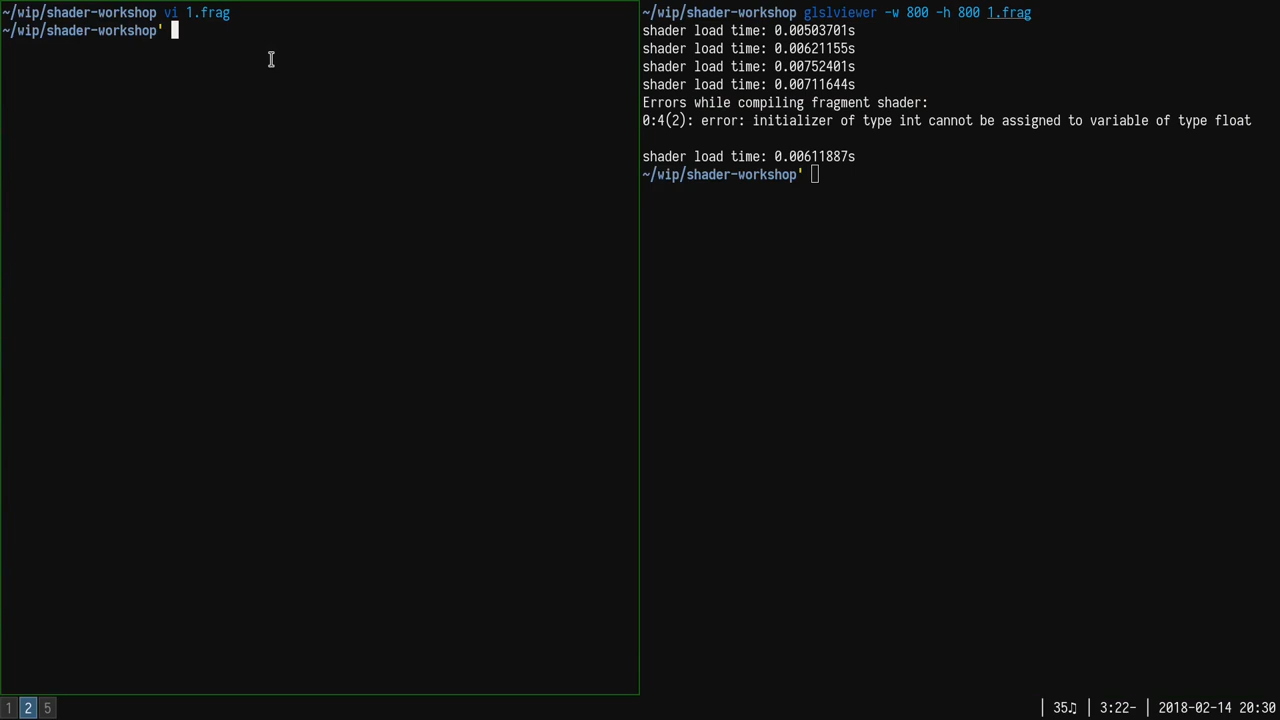 ~/wip/shader-workshop vi 1.frag
~/wip/shader-workshop'
~/wip/shader-workshop glslviewer -w 800 -h 800 1.frag
shader load time: 0.00503701s
shader load time: 0.00621155s
shader load time: 0.00752401s
shader load time: 0.00711644s
Errors while compiling fragment shader:
0:4(2): error: initializer of type int cannot be assigned to variable of type float
shader load time: 0.00611887s
~/wip/shader-workshop'
1 2 5
| 35♫ | 3:22- | 2018-02-14 20:30